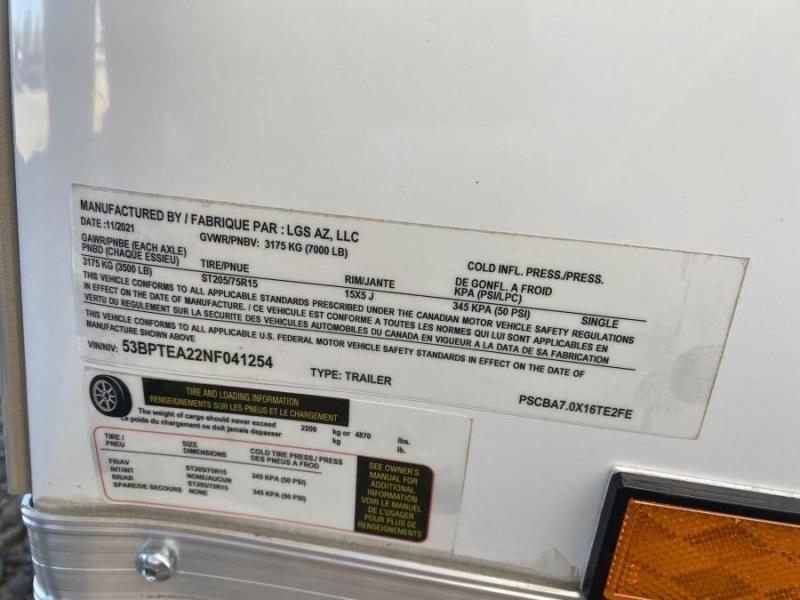 MANUFACTURED BY / FABRIQUE PAR : LGS AZ, LLC
DATE :11/2021 GVWR/PNBV: 3175 KG (7000 LB)
GAWR/PNBE (EACH AXLE) TIRE/PNUE RIM/JANTE COLD INFL. PRESS/PRESS.
PNBD (CHAQUE ESSIEU) DE GONFL. A FROID
KPA (PSI/LPC) SINGLE
3175 KG (3500 LB) ST205/75R15 15X5 J 345 KPA (50 PSI)
THIS VEHICLE CONFORMS TO ALL APPLICABLE STANDARDS PRESCRIBED UNDER THE CANADIAN MOTOR VEHICLE SAFETY REGULATIONS
IN EFFECT ON THE DATE OF MANUFACTURE. / CE VEHICULE EST CONFORME A TOUTES LES NORMES QUI LUI SONT APPLICABLES EN
VERTU DU REGULEMENT SUR LA SECURITE DES VEHICULES AUTOMOBILES DU CANADA EN VIGUEUR A LA DATE DE SA FABRICATION
THIS VEHICLE CONFORMS TO ALL APPLICABLE U.S. FEDERAL MOTOR VEHICLE SAFETY STANDARDS IN EFFECT ON THE DATE OF
MANUFACTURE SHOWN ABOVE
VIN/NIV: 53BPTEA22NF041254 TYPE: TRAILER PSCBA7.0X16TE2FE
TIRE AND LOADING INFORMATION
RENSEIGNEMENTS SUR LES PNEUS ET LE CHARGEMENT
The weight of cargo should never exceed 2209 kg or 4870 lbs.
Le poids du chargement ne doit jamais depasser kg lb.
TIRE / SIZE COLD TIRE PRESS./ PRESS
PNEU DIMENSIONS DES PNEUS A FROD
FR/AV ST205/75R15 345 KPA (50 PSI)
INT/INT NONE/AUCUN
RR/AR ST205/75R15 345 KPA (50 PSI)
SPARE/DE SECOURS NONE
SEE OWNER'S
MANUAL FOR
ADDITIONAL
INFORMATION
VOIR LE MANUEL
DE L'USAGER
POUR PLUS DE
RENSEIGNEMENTS